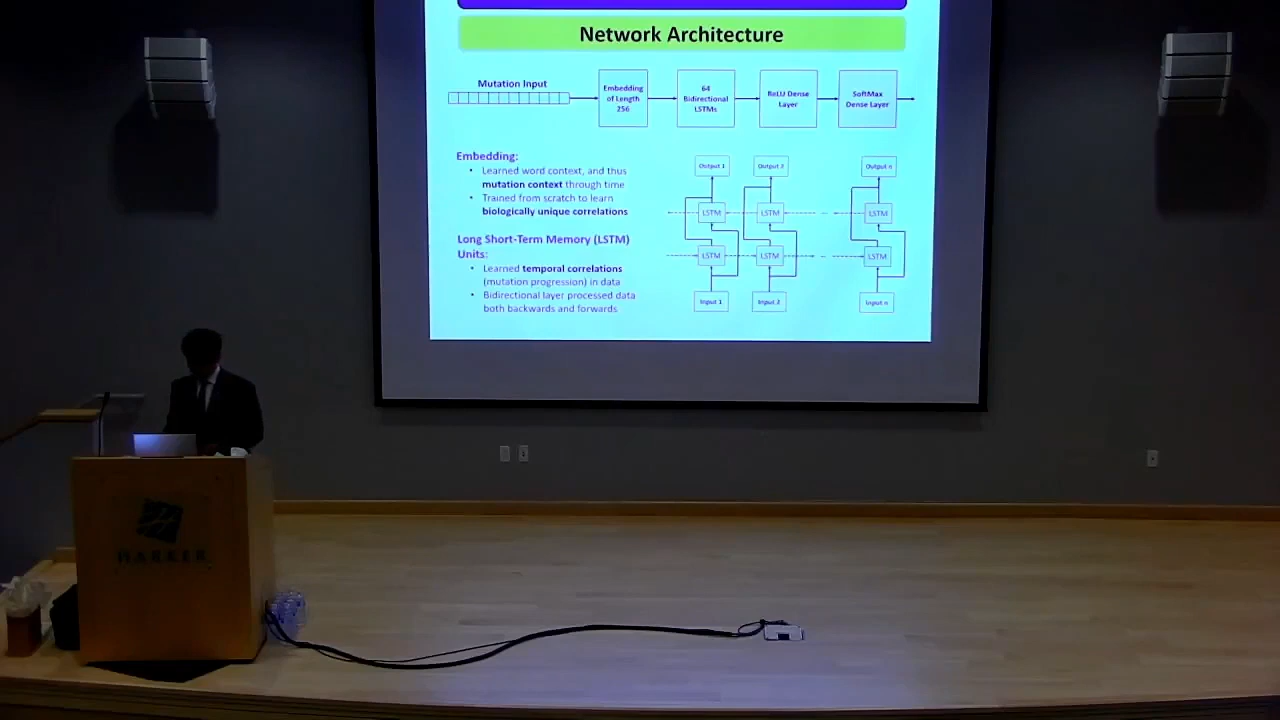 Network Architecture
Mutation Input
Embedding
of Length
256
64
Bidirectional
LSTMs
ReLU Dense
Layer
SoftMax
Dense Layer
Embedding:
• Learned word context, and thus
mutation context through time
• Trained from scratch to learn
biologically unique correlations
Long Short-Term Memory (LSTM)
Units:
• Learned temporal correlations
(mutation progression) in data
• Bidirectional layer processed data
both backwards and forwards
Output 1
Output 2
Output n
LSTM
LSTM
...
LSTM
LSTM
LSTM
...
LSTM
Input 1
Input 2
Input n
HARKER